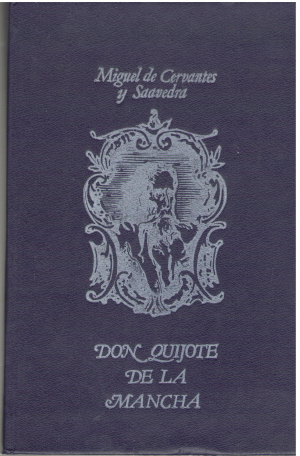 Miguel de Cervantes
y Saavedra
DON QUIJOTE
DE LA
MANCHA